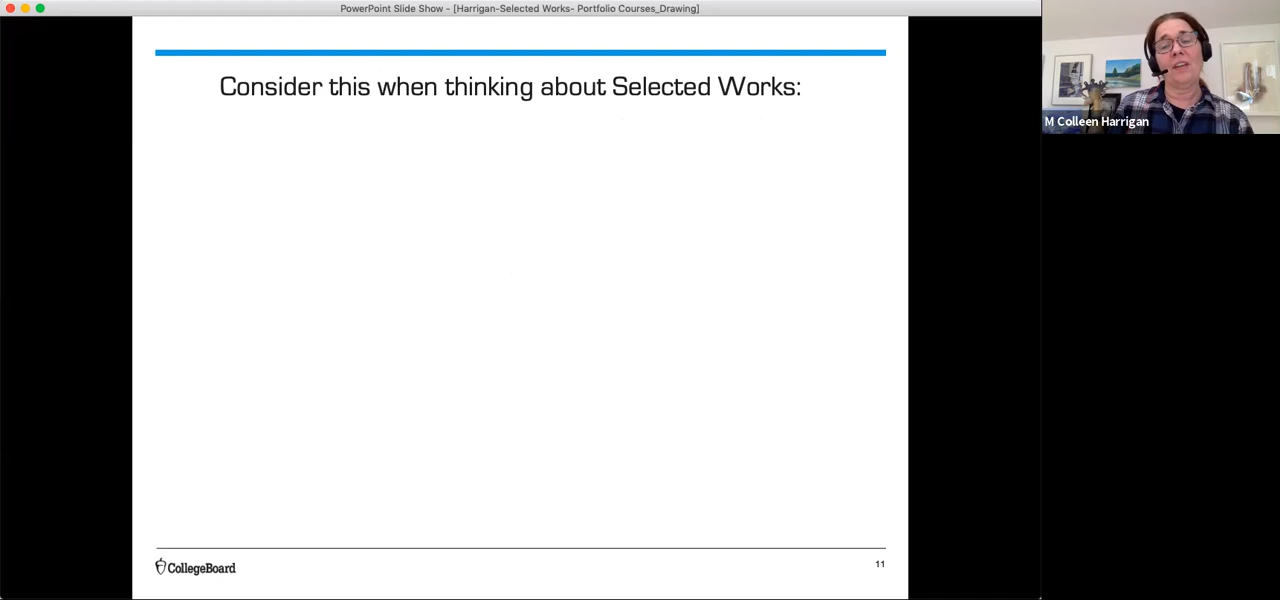 PowerPoint Slide Show - [Harrigan-Selected Works- Portfolio Courses_Drawing]
Consider this when thinking about Selected Works:
M Colleen Harrigan
CollegeBoard
11